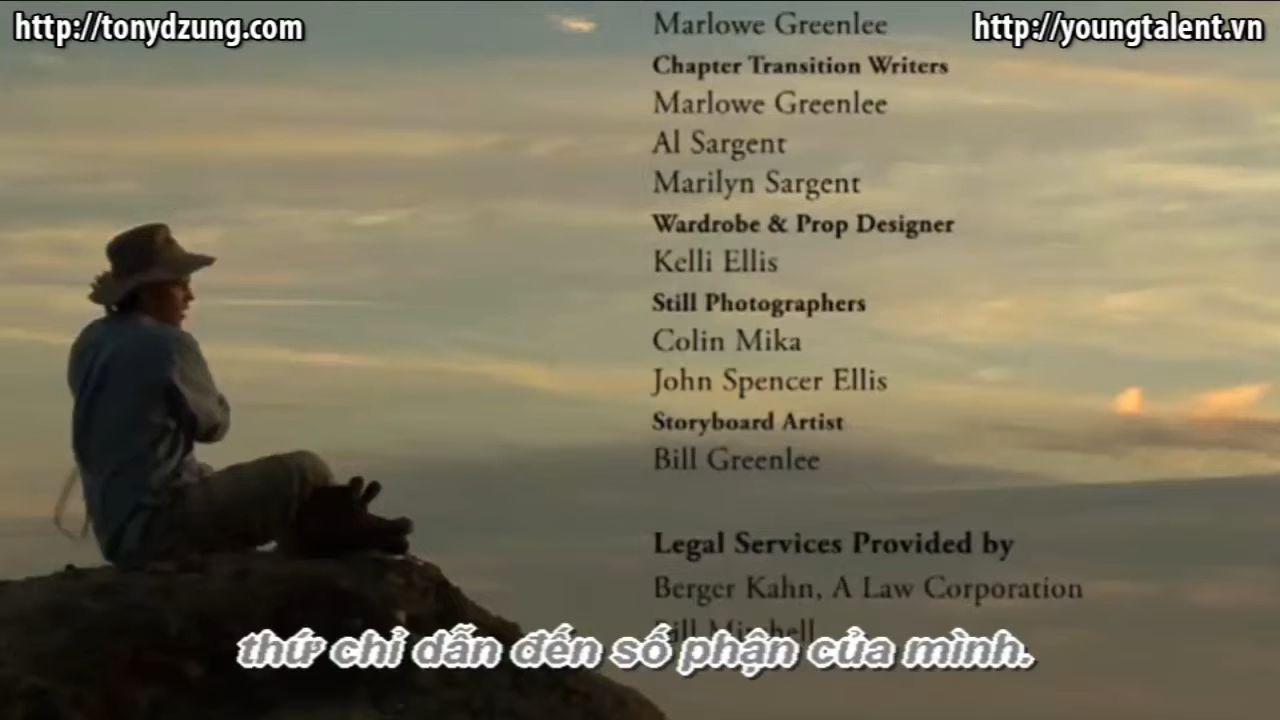 http://tonydzung.com
http://youngtalent.vn
Marlowe Greenlee
Chapter Transition Writers
Marlowe Greenlee
Al Sargent
Marilyn Sargent
Wardrobe & Prop Designer
Kelli Ellis
Still Photographers
Colin Mika
John Spencer Ellis
Storyboard Artist
Bill Greenlee
Legal Services Provided by
Berger Kahn, A Law Corporation
Bill Mitchell
thứ chỉ dẫn đến số phận của mình.